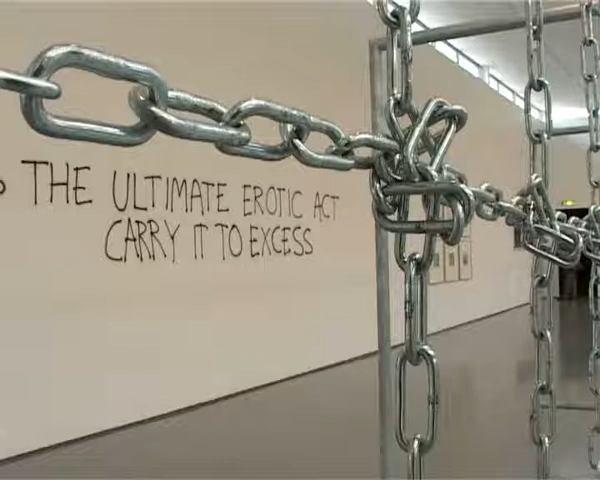 THE ULTIMATE EROTIC ACT
CARRY IT TO EXCESS